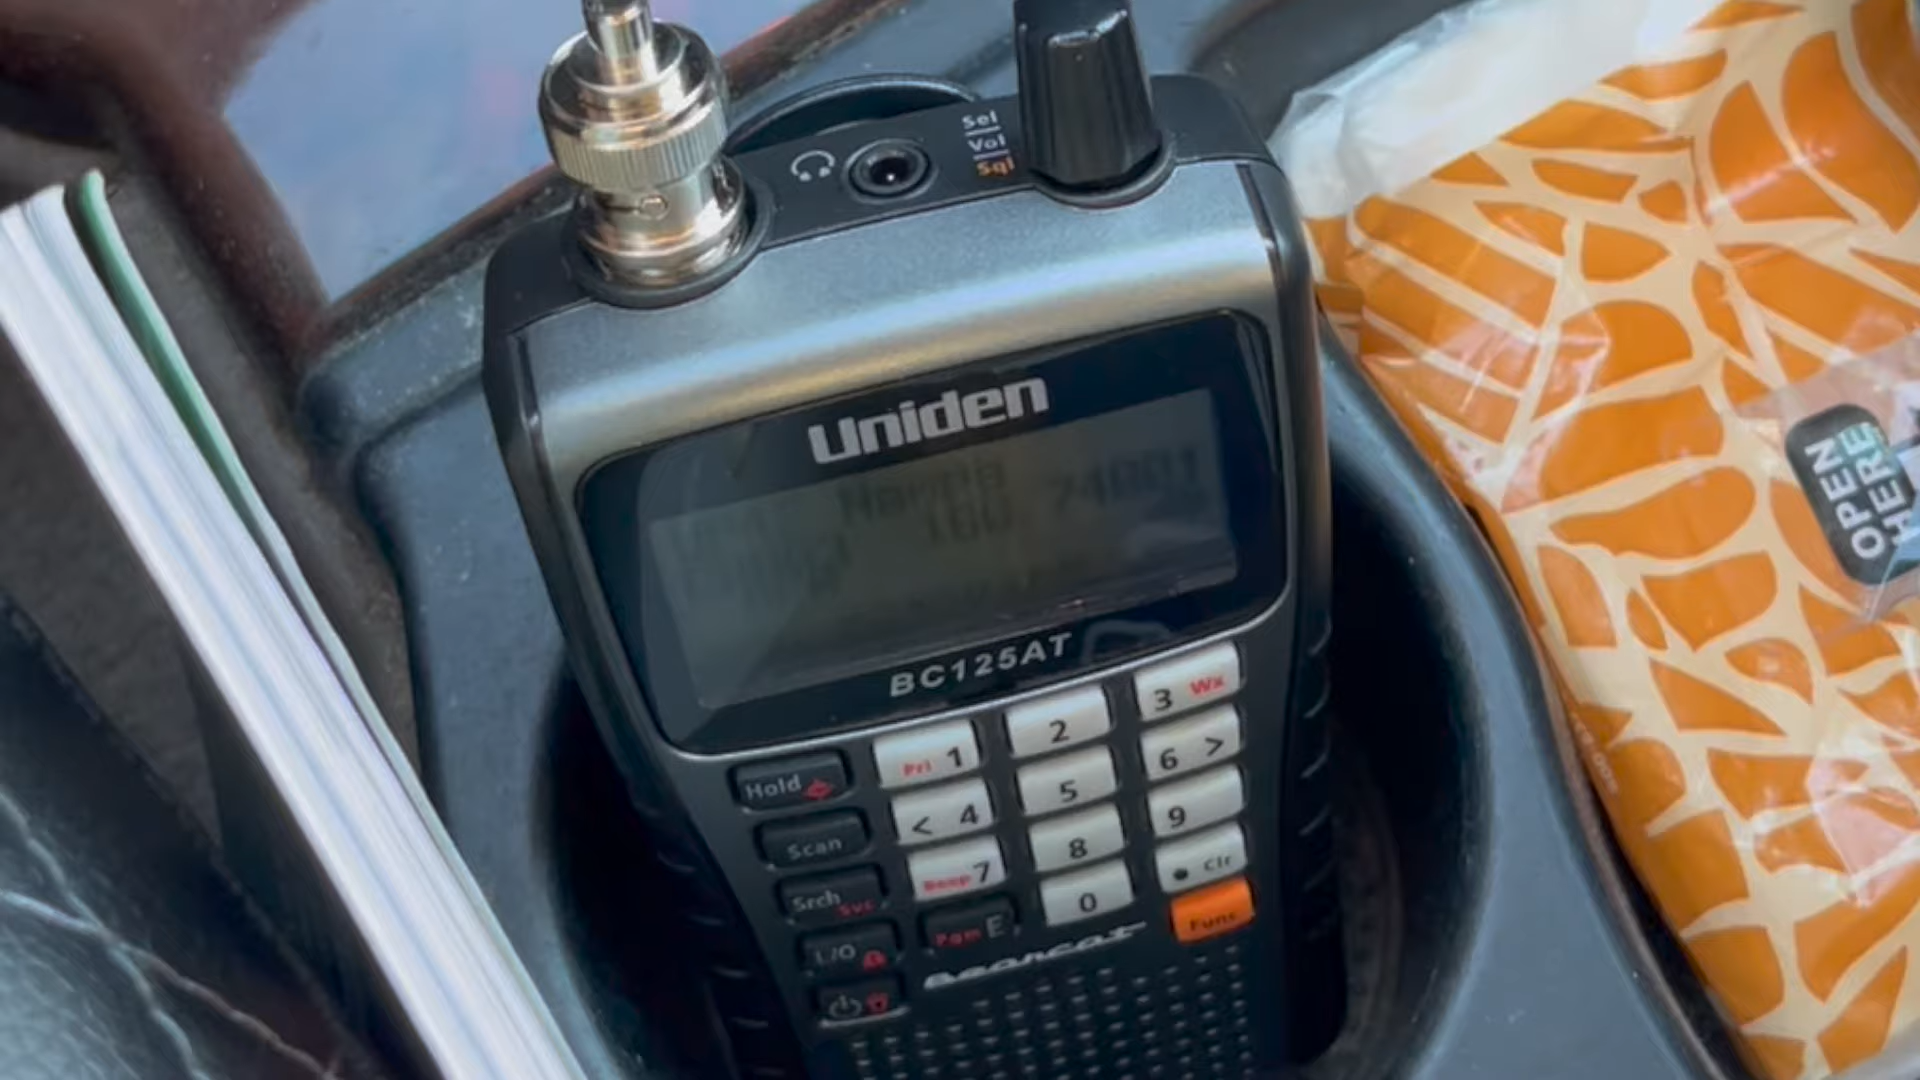 Sel
Vol
Sql
Uniden
BC125AT
Hold
Pri 1
2
3 Wx
Scan
< 4
5
6 >
Srch Svc
Beep 7
8
9
L/O
Pgm E
0
• Clr
Func
Bearcat
OPEN
HERE